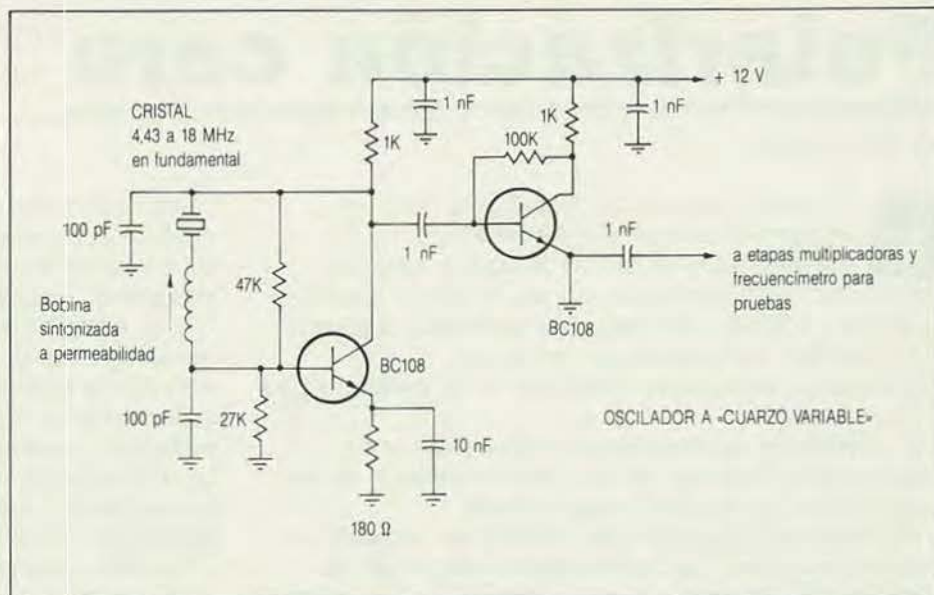 + 12 V
1 nF
1 nF
CRISTAL
4,43 a 18 MHz
en fundamental
1K
1K
100K
100 pF
1 nF
1 nF
a etapas multiplicadoras y
frecuencímetro para
pruebas
47K
Bobina
sintonizada
a permeabilidad
BC108
BC108
100 pF
27K
10 nF
OSCILADOR A «CUARZO VARIABLE»
180 Ω